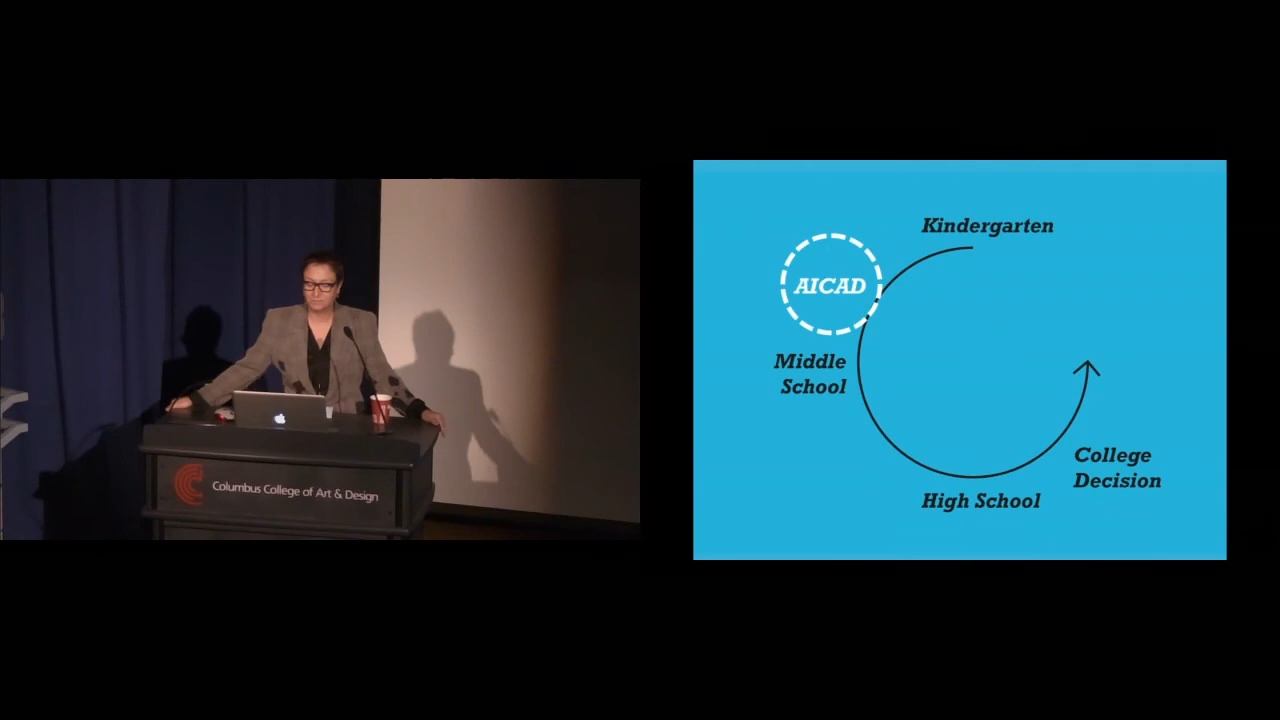 Columbus College of Art & Design
Kindergarten
AICAD
Middle
School
College
Decision
High School